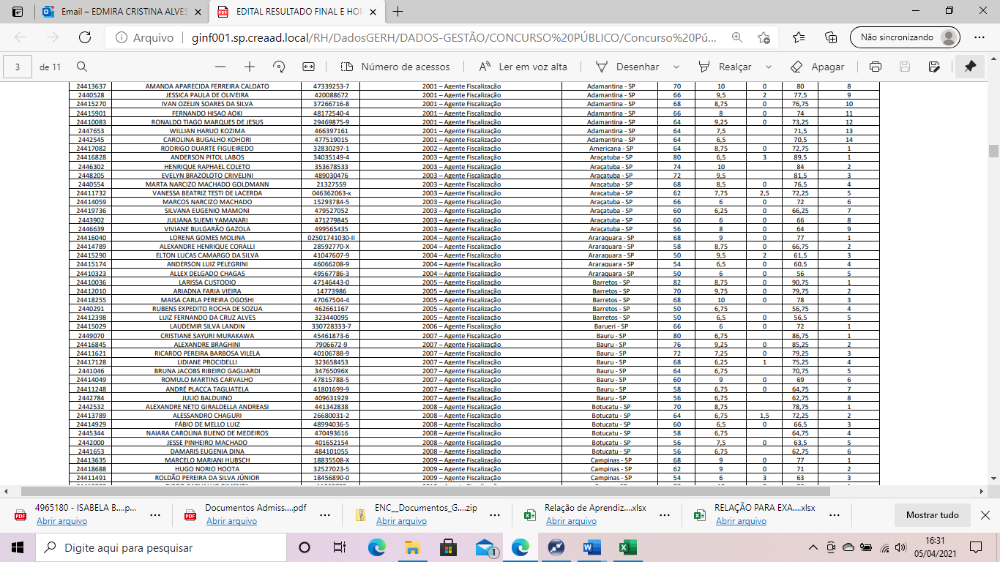 Email – EDMIRA CRISTINA ALVES
EDITAL RESULTADO FINAL E HOM
Arquivo ginf001.sp.creaad.local/RH/DadosGERH/DADOS-GESTÃO/CONCURSO%20PÚBLICO/Concurso%20Pú... Não sincronizando
3 de 11 Número de acessos Ler em voz alta Desenhar Realçar Apagar
24413637 AMANDA APARECIDA FERREIRA CALDATO 47339253-7 2001 – Agente Fiscalização Adamantina - SP 70 10 0 80 8
2440528 JESSICA PAULA DE OLIVEIRA 420088672 2001 – Agente Fiscalização Adamantina - SP 66 9,5 2 77,5 9
24415270 IVAN OZELIN SOARES DA SILVA 37266716-8 2001 – Agente Fiscalização Adamantina - SP 68 8,75 0 76,75 10
24415901 FERNANDO HISAO AOKI 48172540-4 2001 – Agente Fiscalização Adamantina - SP 66 8 0 74 11
24410083 RONALDO TIAGO MARQUES DE JESUS 29469875-9 2001 – Agente Fiscalização Adamantina - SP 64 9,25 0 73,25 12
2447653 WILLIAN HARUO KOZIMA 466397161 2001 – Agente Fiscalização Adamantina - SP 64 7,5 71,5 13
2442545 CAROLINA BUGALHO KOHORI 477519015 2001 – Agente Fiscalização Adamantina - SP 64 6,5 70,5 14
24417082 RODRIGO DUARTE FIGUEIREDO 32830297-1 2002 – Agente Fiscalização Americana - SP 64 8,75 0 72,75 1
24416828 ANDERSON PITOL LABOS 34035149-4 2003 – Agente Fiscalização Araçatuba - SP 80 6,5 3 89,5 1
2446302 HENRIQUE RAPHAEL COLETO 353678533 2003 – Agente Fiscalização Araçatuba - SP 74 10 84 2
2448205 EVELYN BRAZOLOTO CRIVELINI 489030476 2003 – Agente Fiscalização Araçatuba - SP 72 9,5 81,5 3
2440554 MARTA NARCIZO MACHADO GOLDMANN 21327559 2003 – Agente Fiscalização Araçatuba - SP 68 8,5 0 76,5 4
24411732 VANESSA BEATRIZ TESTI DE LACERDA 046362063-x 2003 – Agente Fiscalização Araçatuba - SP 62 7,75 2,5 72,25 5
24414059 MARCOS NARCIZO MACHADO 15293784-5 2003 – Agente Fiscalização Araçatuba - SP 66 6 0 72 6
24419736 SILVANA EUGENIO MAMONI 479527052 2003 – Agente Fiscalização Araçatuba - SP 60 6,25 0 66,25 7
2443902 JULIANA SUEMI YAMANARI 471279845 2003 – Agente Fiscalização Araçatuba - SP 60 6 0 66 8
2446639 VIVIANE BULGARÃO GAZOLA 499565435 2003 – Agente Fiscalização Araçatuba - SP 56 8 0 64 9
24416040 LORENA GOMES MOLINA 02501741030-II 2004 – Agente Fiscalização Araraquara - SP 68 9 0 77 1
24414789 ALEXANDRE HENRIQUE CORALLI 28592770-X 2004 – Agente Fiscalização Araraquara - SP 58 8,75 0 66,75 2
24415290 ELTON LUCAS CAMARGO DA SILVA 41047607-9 2004 – Agente Fiscalização Araraquara - SP 50 9,5 2 61,5 3
24415174 ANDERSON LUIZ PELEGRINI 46066208-9 2004 – Agente Fiscalização Araraquara - SP 54 6,5 0 60,5 4
24410323 ALLEX DELGADO CHAGAS 49567786-3 2004 – Agente Fiscalização Araraquara - SP 50 6 0 56 5
24410036 LARISSA CUSTODIO 47146443-0 2005 – Agente Fiscalização Barretos - SP 82 8,75 0 90,75 1
24412010 ARIADNA FARIA VIEIRA 14773986 2005 – Agente Fiscalização Barretos - SP 70 9,75 0 79,75 2
24418255 MAISA CARLA PEREIRA OGOSHI 47067504-4 2005 – Agente Fiscalização Barretos - SP 68 10 0 78 3
2440291 RUBENS EXPEDITO ROCHA DE SOZUA 462661167 2005 – Agente Fiscalização Barretos - SP 50 6,75 56,75 4
24412398 LUIZ FERNANDO DA CRUZ ALVES 323440095 2005 – Agente Fiscalização Barretos - SP 50 6,5 0 56,5 5
24415029 LAUDEMIR SILVA LANDIN 330728333-7 2006 – Agente Fiscalização Barueri - SP 66 6 0 72 1
2449070 CRISTIANE SAYURI MURAKAWA 45461873-6 2007 – Agente Fiscalização Bauru - SP 80 6,75 86,75 1
24416845 ALEXANDRE BRAGHINI 7906672-9 2007 – Agente Fiscalização Bauru - SP 76 9,25 0 85,25 2
24411621 RICARDO PEREIRA BARBOSA VILELA 40106788-9 2007 – Agente Fiscalização Bauru - SP 72 7,25 0 79,25 3
24417128 LIDIANE PROCIDELLI 323658453 2007 – Agente Fiscalização Bauru - SP 68 6,25 1 75,25 4
2441046 BRUNA JACOBS RIBEIRO GAGLIARDI 34765096X 2007 – Agente Fiscalização Bauru - SP 64 6,75 70,75 5
24414049 ROMULO MARTINS CARVALHO 47815788-5 2007 – Agente Fiscalização Bauru - SP 60 9 0 69 6
24411248 ANDRÉ PLACCA TAGLIATELA 41801699-9 2007 – Agente Fiscalização Bauru - SP 58 6,75 0 64,75 7
2442784 JULIO BALDUINO 409631929 2007 – Agente Fiscalização Bauru - SP 56 6,75 62,75 8
2442532 ALEXANDRE NETO GIRALDELLA ANDREASI 441342838 2008 – Agente Fiscalização Botucatu - SP 70 8,75 78,75 1
24413789 ALESSANDRO CHAGURI 26680031-2 2008 – Agente Fiscalização Botucatu - SP 64 6,75 1,5 72,25 2
24414929 FÁBIO DE MELLO LUIZ 48994036-5 2008 – Agente Fiscalização Botucatu - SP 60 6,5 0 66,5 3
2445344 NAIARA CAROLINA BUENO DE MEDEIROS 470493616 2008 – Agente Fiscalização Botucatu - SP 58 6,75 64,75 4
2442000 JESSE PINHEIRO MACHADO 401652154 2008 – Agente Fiscalização Botucatu - SP 56 7,5 0 63,5 5
2441653 DAMARIS EUGENIA DINA 484101055 2008 – Agente Fiscalização Botucatu - SP 56 6,75 62,75 6
24413635 MARCELO MARIANI HUBSCH 18835508-X 2009 – Agente Fiscalização Campinas - SP 68 9 0 77 1
24418688 HUGO NORIO HOOTA 32527023-5 2009 – Agente Fiscalização Campinas - SP 62 9 0 71 2
24411491 ROLDÃO PEREIRA DA SILVA JÚNIOR 18456890-0 2009 – Agente Fiscalização Campinas - SP 54 6 3 63 3
4965180 - ISABELA B....p... Documentos Admiss....pdf ENC__Documentos_G....zip Relação de Aprendiz....xlsx RELAÇÃO PARA EXA....xlsx Mostrar tudo
Abrir arquivo Abrir arquivo Abrir arquivo Abrir arquivo Abrir arquivo
Digite aqui para pesquisar
1
16:31
05/04/2021